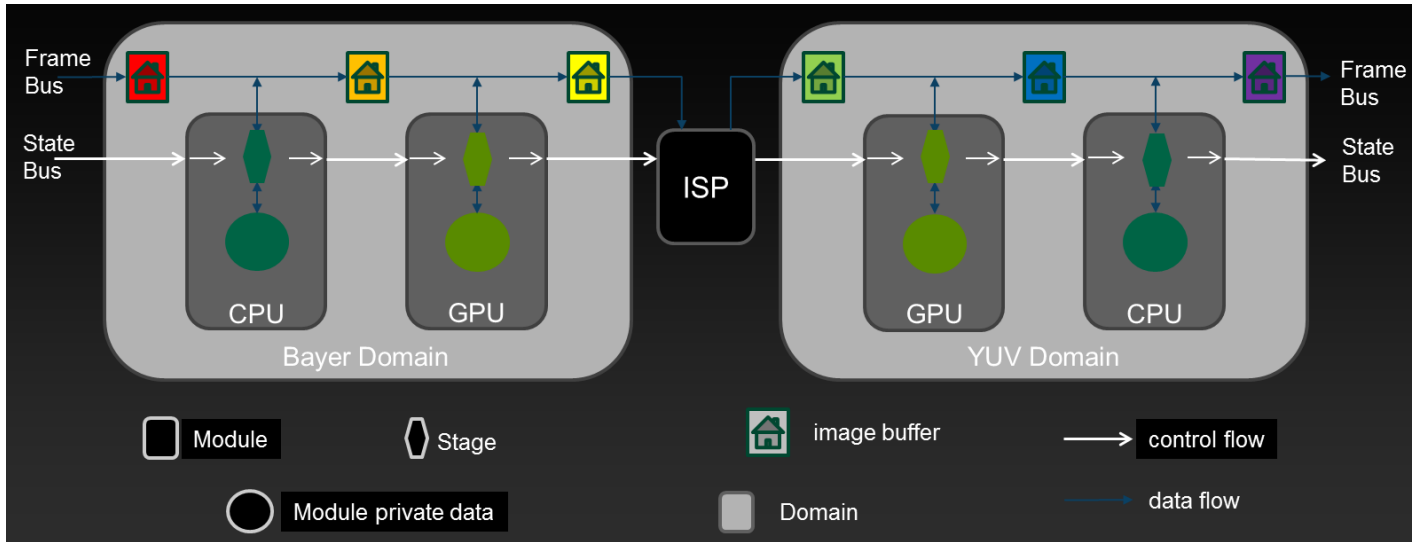 Frame
Bus
Frame
Bus
State
Bus
ISP
State
Bus
CPU
GPU
GPU
CPU
Bayer Domain
YUV Domain
Module
Stage
image buffer
control flow
Module private data
Domain
data flow